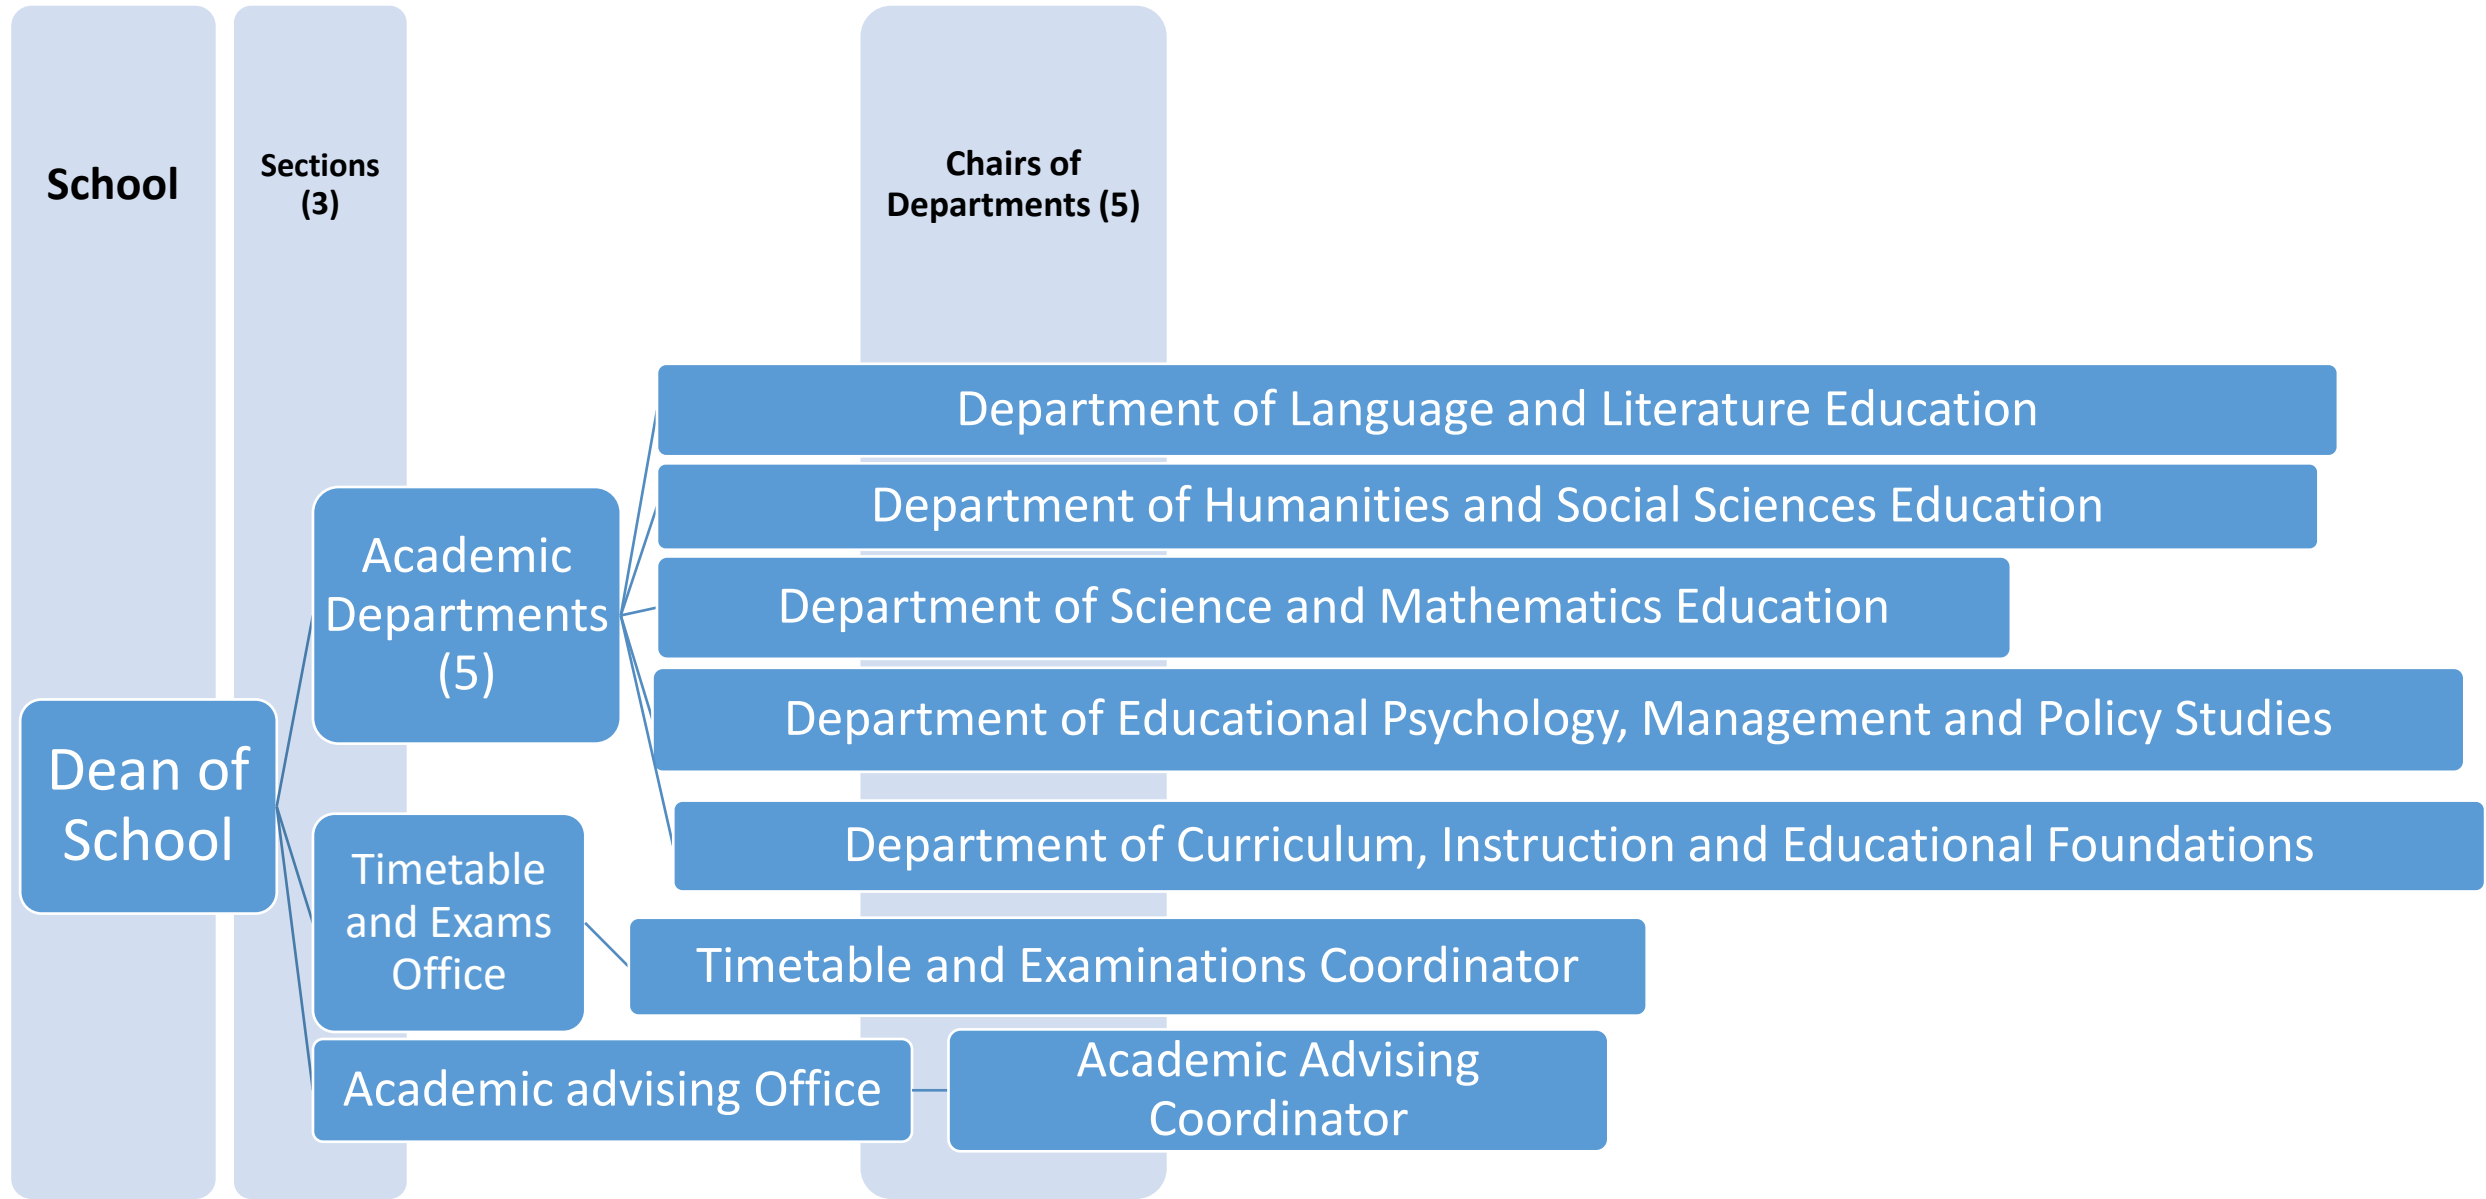 School
Sections
(3)
Chairs of
Departments (5)
Dean of
School
Academic
Departments
(5)
Department of Language and Literature Education
Department of Humanities and Social Sciences Education
Department of Science and Mathematics Education
Department of Educational Psychology, Management and Policy Studies
Department of Curriculum, Instruction and Educational Foundations
Timetable
and Exams
Office
Timetable and Examinations Coordinator
Academic advising Office
Academic Advising
Coordinator